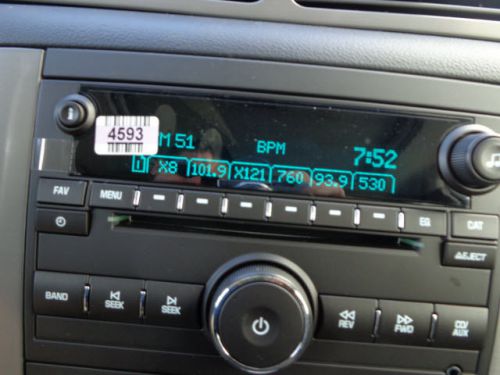 4593
M 51
BPM
7:52
1 X8 101.9 X121 760 93.9 530
FAV
MENU
EQ
CAT
EJECT
BAND
SEEK
SEEK
REV
FWD
CD/
AUX